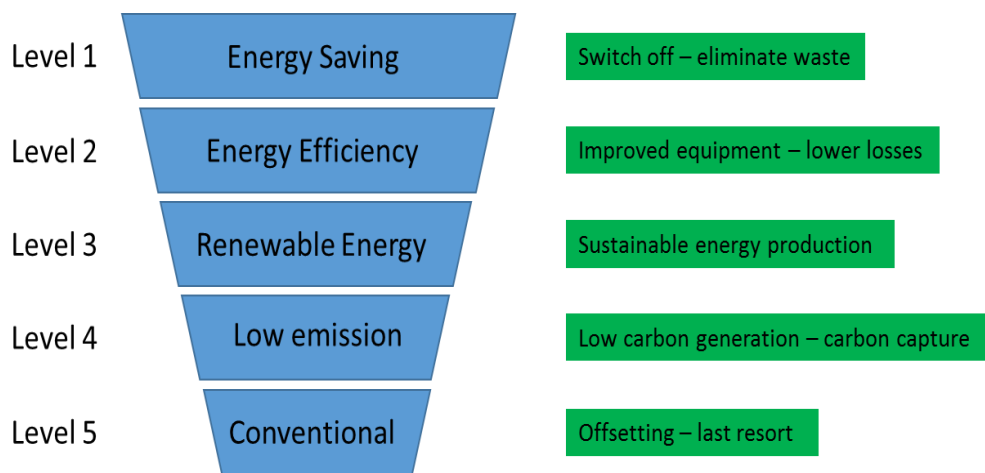 Level 1 Energy Saving Switch off – eliminate waste
Level 2 Energy Efficiency Improved equipment – lower losses
Level 3 Renewable Energy Sustainable energy production
Level 4 Low emission Low carbon generation – carbon capture
Level 5 Conventional Offsetting – last resort